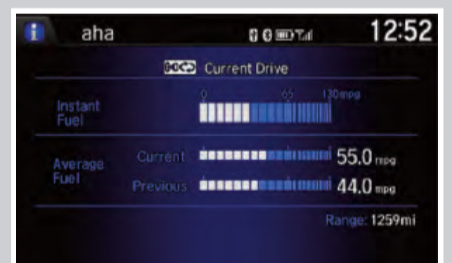 i aha 12:52
Current Drive
0 65 130mpg
Instant
Fuel
Average
Fuel
Current 55.0 mpg
Previous 44.0 mpg
Range: 1259mi